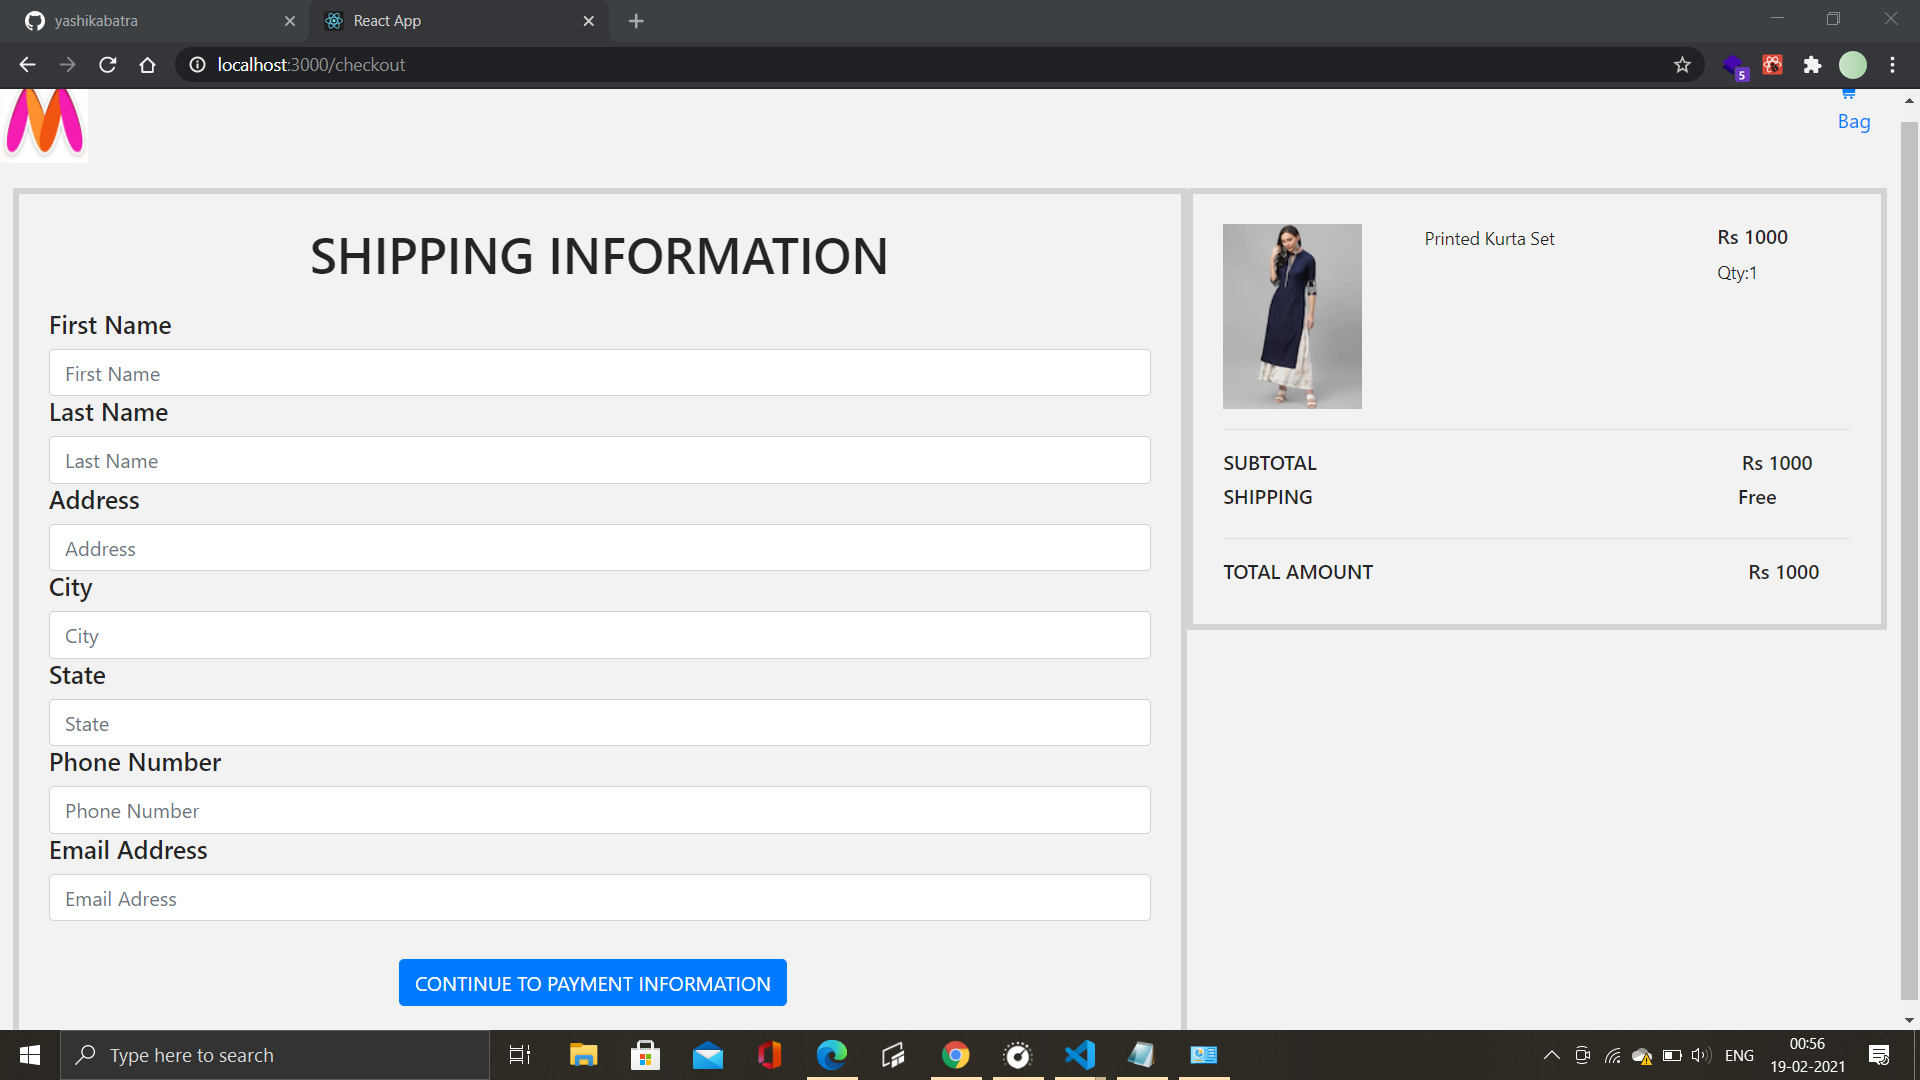 yashikabatra
React App
localhost:3000/checkout
5
Bag
SHIPPING INFORMATION
First Name
First Name
Last Name
Last Name
Address
Address
City
City
State
State
Phone Number
Phone Number
Email Address
Email Adress
CONTINUE TO PAYMENT INFORMATION
Printed Kurta Set
Rs 1000
Qty:1
SUBTOTAL Rs 1000
SHIPPING Free
TOTAL AMOUNT Rs 1000
Type here to search
ENG
00:56
19-02-2021